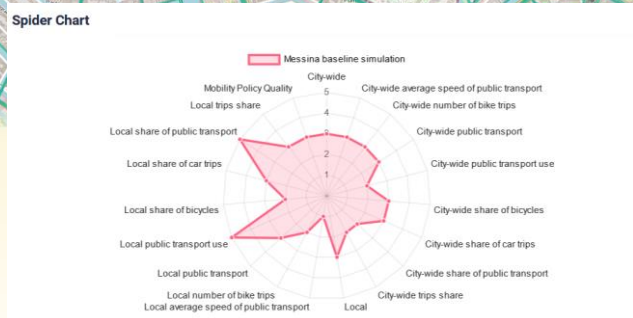 Spider Chart
Messina baseline simulation
City-wide
City-wide average speed of public transport
City-wide number of bike trips
City-wide public transport
City-wide public transport use
City-wide share of bicycles
City-wide share of car trips
City-wide share of public transport
City-wide trips share
Local
Local average speed of public transport
Local number of bike trips
Local public transport
Local public transport use
Local share of bicycles
Local share of car trips
Local share of public transport
Local trips share
Mobility Policy Quality
5
4
3
2
1